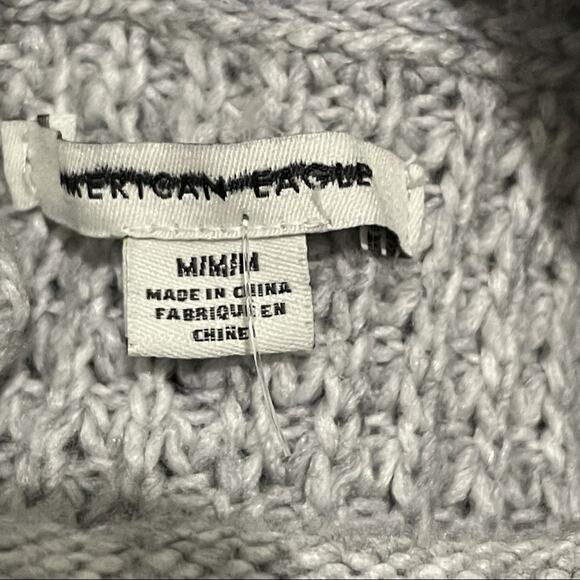 AMERICAN EAGLE
M/M/M
MADE IN CHINA
FABRIQUE EN
CHINE